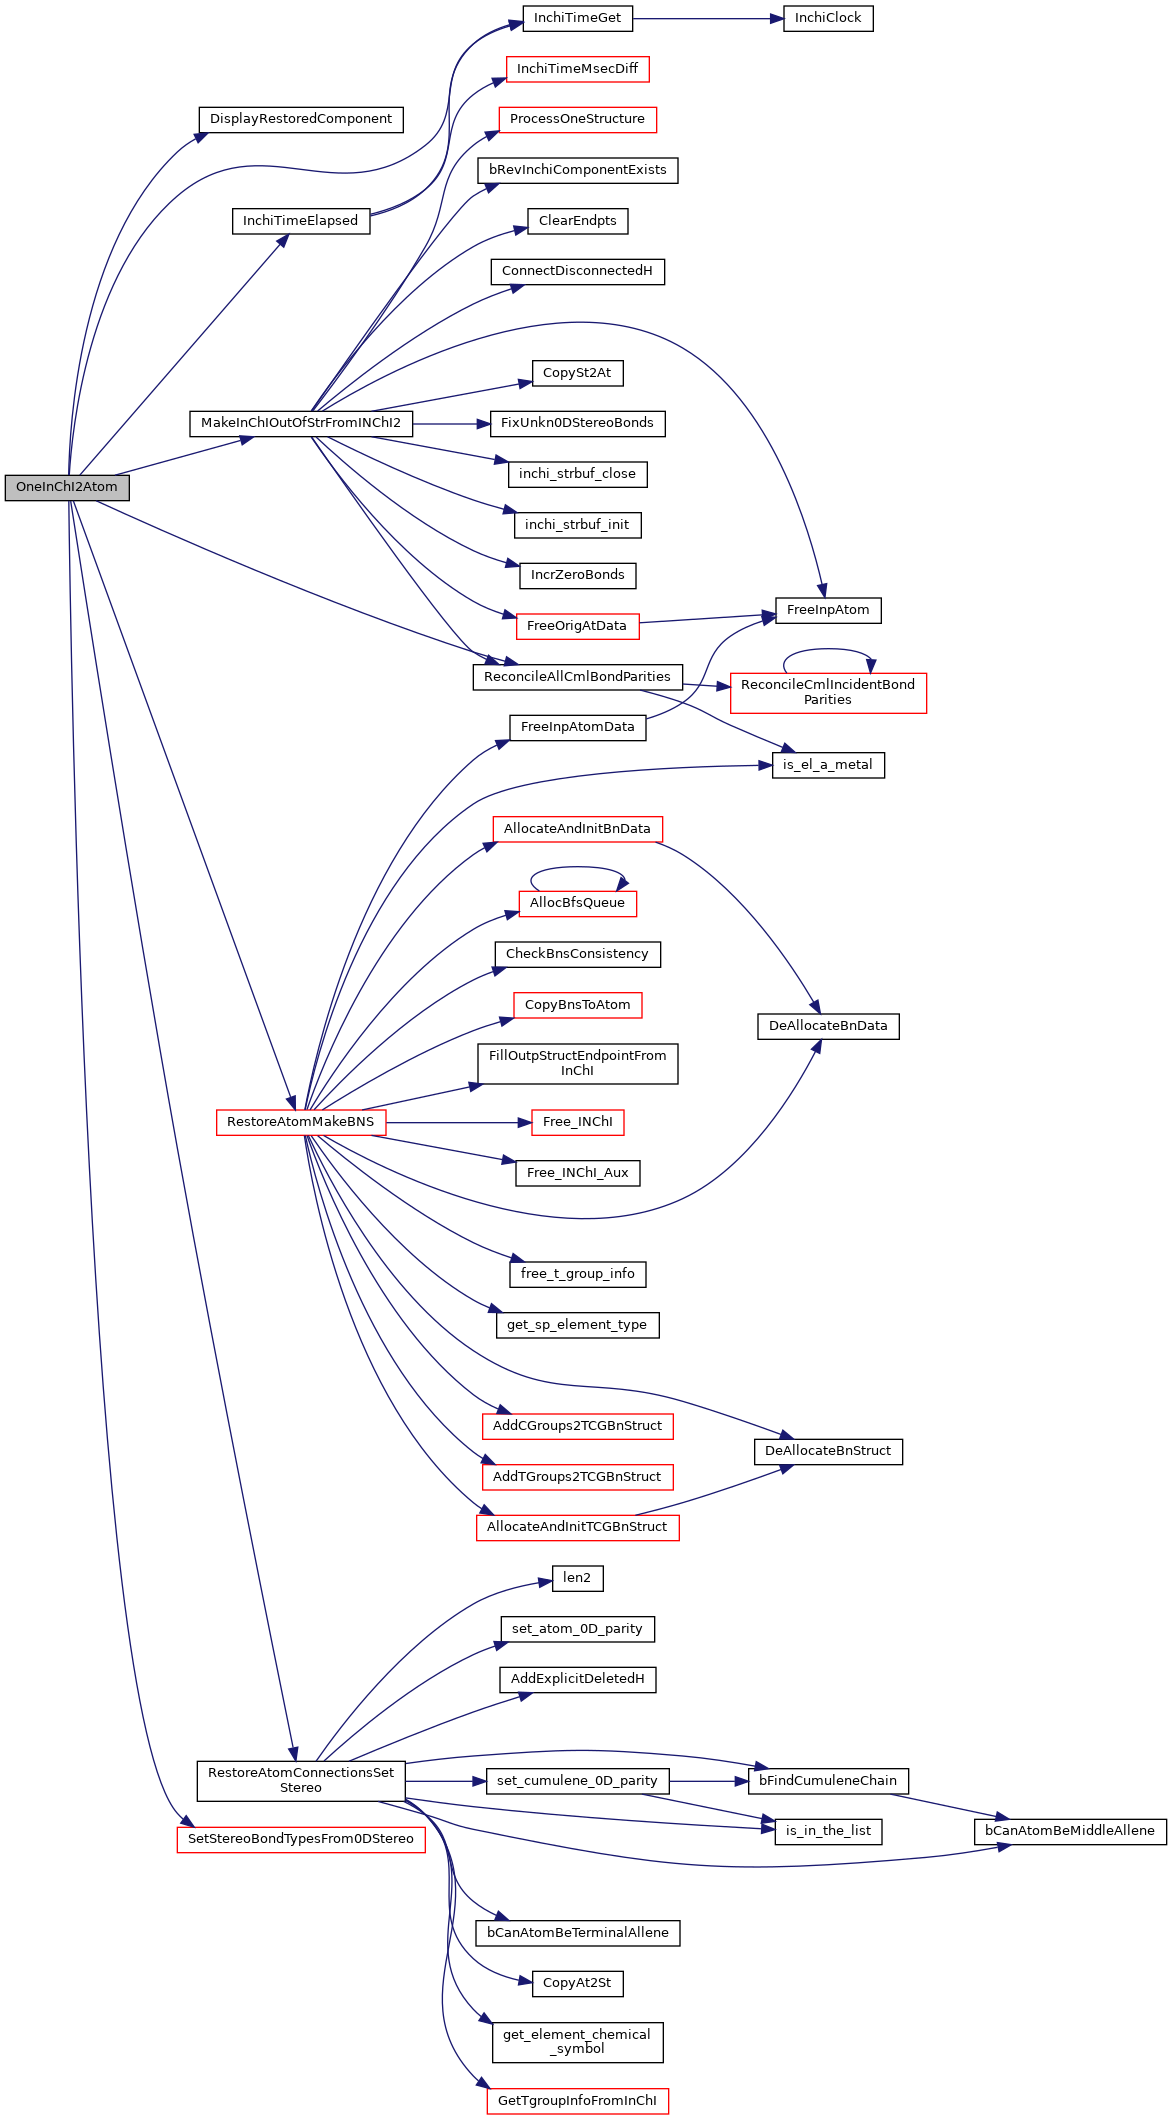 InchiTimeGet
InchiClock
InchiTimeMsecDiff
DisplayRestoredComponent
ProcessOneStructure
bRevInchiComponentExists
InchiTimeElapsed
ClearEndpts
ConnectDisconnectedH
CopySt2At
MakeInChIOutOfStrFromINChI2
FixUnkn0DStereoBonds
inchi_strbuf_close
OneInChI2Atom
inchi_strbuf_init
IncrZeroBonds
FreeOrigAtData
FreeInpAtom
ReconcileAllCmlBondParities
ReconcileCmlIncidentBond
Parities
FreeInpAtomData
is_el_a_metal
AllocateAndInitBnData
AllocBfsQueue
CheckBnsConsistency
CopyBnsToAtom
DeAllocateBnData
FillOutpStructEndpointFrom
InChI
RestoreAtomMakeBNS
Free_INChI
Free_INChI_Aux
free_t_group_info
get_sp_element_type
AddCGroups2TCGBnStruct
DeAllocateBnStruct
AddTGroups2TCGBnStruct
AllocateAndInitTCGBnStruct
len2
set_atom_0D_parity
AddExplicitDeletedH
RestoreAtomConnectionsSet
Stereo
set_cumulene_0D_parity
bFindCumuleneChain
SetStereoBondTypesFrom0DStereo
is_in_the_list
bCanAtomBeMiddleAllene
bCanAtomBeTerminalAllene
CopyAt2St
get_element_chemical
_symbol
GetTgroupInfoFromInChI